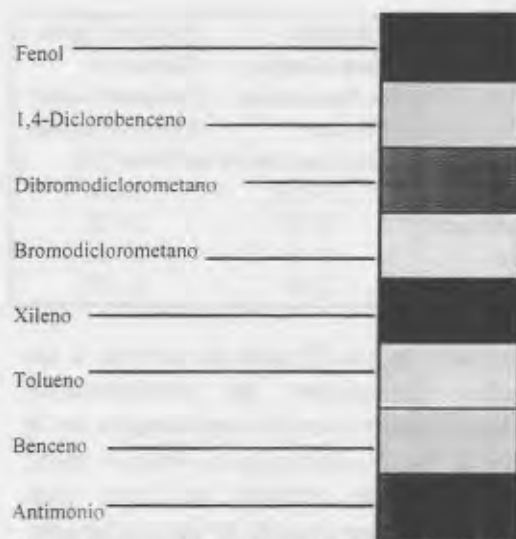 Fenol
1,4-Diclorobenceno
Dibromodiclorometano
Bromodiclorometano
Xileno
Tolueno
Benceno
Antimonio